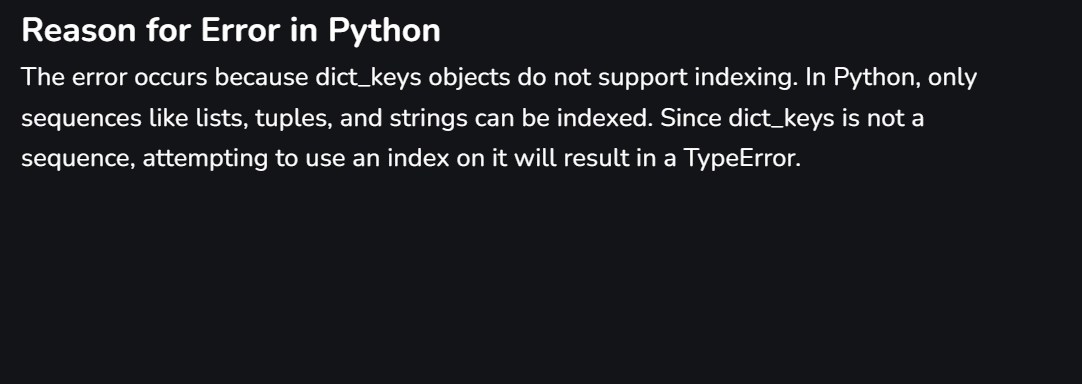 Reason for Error in Python
The error occurs because dict_keys objects do not support indexing. In Python, only
sequences like lists, tuples, and strings can be indexed. Since dict_keys is not a
sequence, attempting to use an index on it will result in a TypeError.